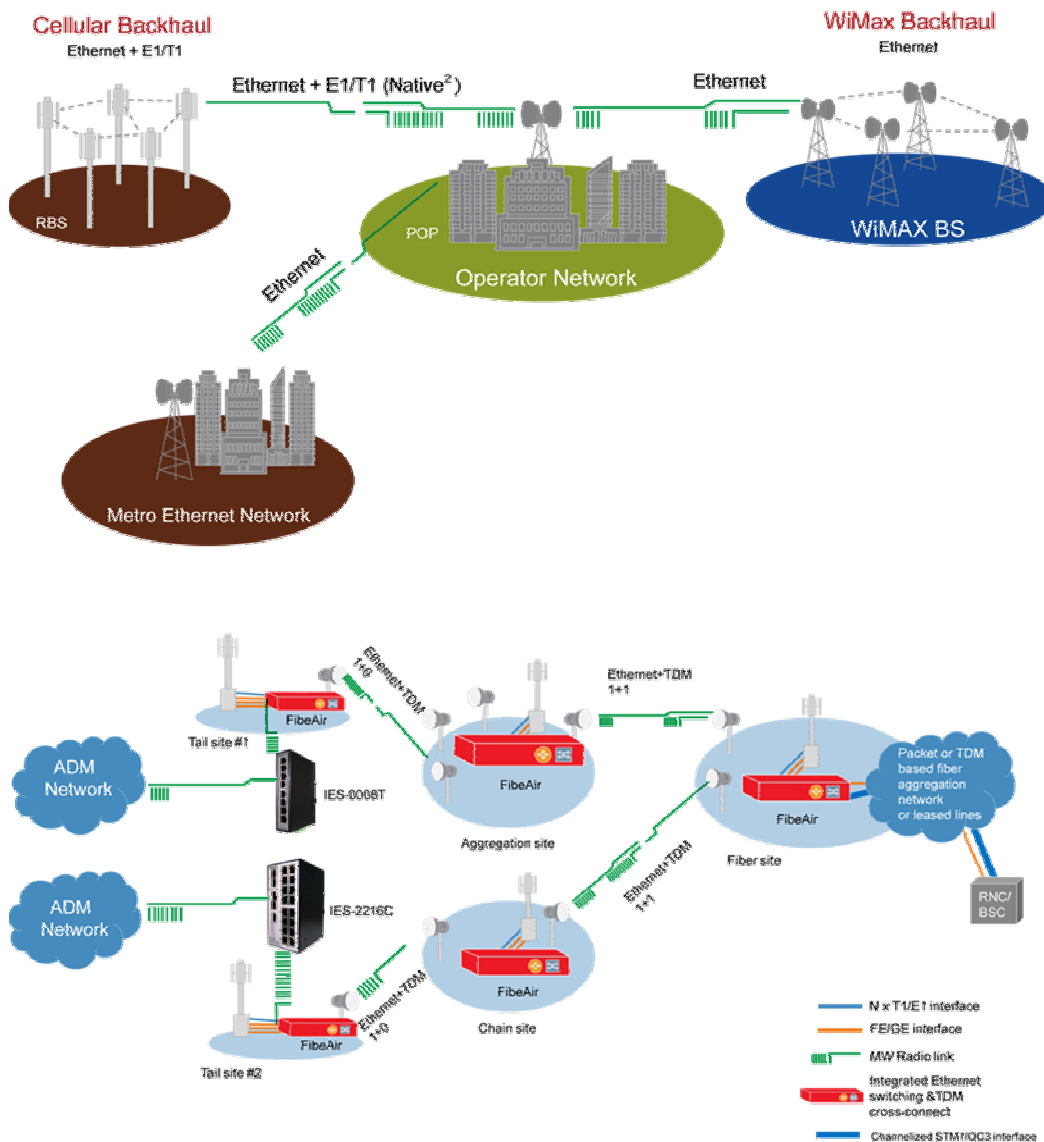 Cellular Backhaul
Ethernet + E1/T1
WiMax Backhaul
Ethernet
Ethernet + E1/T1 (Native²)
Ethernet
RBS
POP
Operator Network
WiMAX BS
Ethernet
Metro Ethernet Network
Ethernet+TDM
1+0
Ethernet+TDM
1+1
FibeAir
Tail site #1
ADM
Network
IES-0008T
FibeAir
Aggregation site
Packet or TDM
based fiber
aggregation
network
or leased lines
FibeAir
Fiber site
Ethernet+TDM
1+1
RNC/
BSC
ADM
Network
IES-2216C
FibeAir
Chain site
Ethernet+TDM
1+0
FibeAir
Tail site #2
N x T1/E1 interface
FE/GE interface
MW Radio link
Integrated Ethernet
switching &TDM
cross-connect
Channelized STM1/OC3 interface